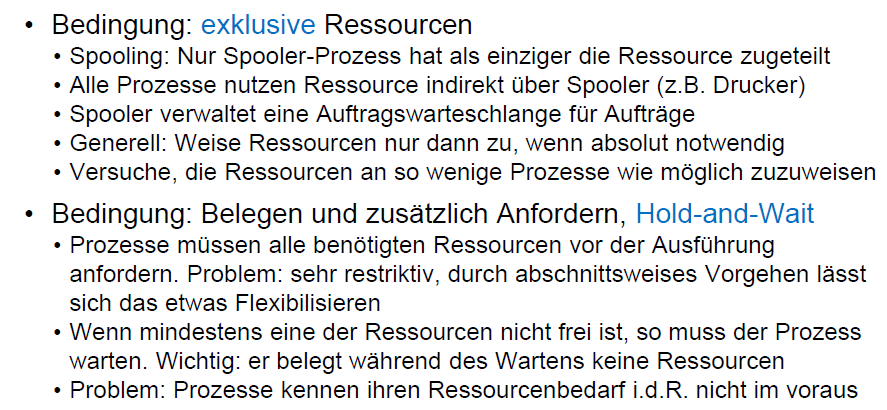 • Bedingung: exklusive Ressourcen
• Spooling: Nur Spooler-Prozess hat als einziger die Ressource zugeteilt
• Alle Prozesse nutzen Ressource indirekt über Spooler (z.B. Drucker)
• Spooler verwaltet eine Auftragswarteschlange für Aufträge
• Generell: Weise Ressourcen nur dann zu, wenn absolut notwendig
• Versuche, die Ressourcen an so wenige Prozesse wie möglich zuzuweisen
• Bedingung: Belegen und zusätzlich Anfordern, Hold-and-Wait
• Prozesse müssen alle benötigten Ressourcen vor der Ausführung
anfordern. Problem: sehr restriktiv, durch abschnittsweises Vorgehen lässt
sich das etwas Flexibilisieren
• Wenn mindestens eine der Ressourcen nicht frei ist, so muss der Prozess
warten. Wichtig: er belegt während des Wartens keine Ressourcen
• Problem: Prozesse kennen ihren Ressourcenbedarf i.d.R. nicht im voraus